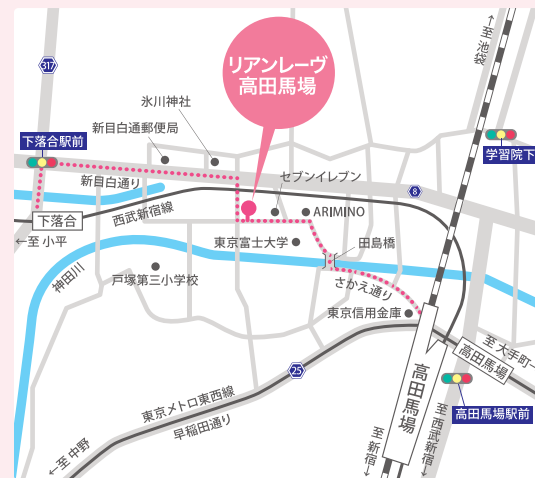 ←至 池袋
317
リアンレーヴ
高田馬場
氷川神社
新目白通郵便局
下落合駅前
学習院下
新目白通り
セブンイレブン
8
下落合
西武新宿線
ARIMINO
←至 小平
東京富士大学
田島橋
神田川
戸塚第三小学校
さかえ通り
東京信用金庫
至 大手町→
高田馬場
25
高田馬場
東京メトロ東西線
早稲田通り
高田馬場駅前
←至 中野
至 新宿→
至 西武新宿→